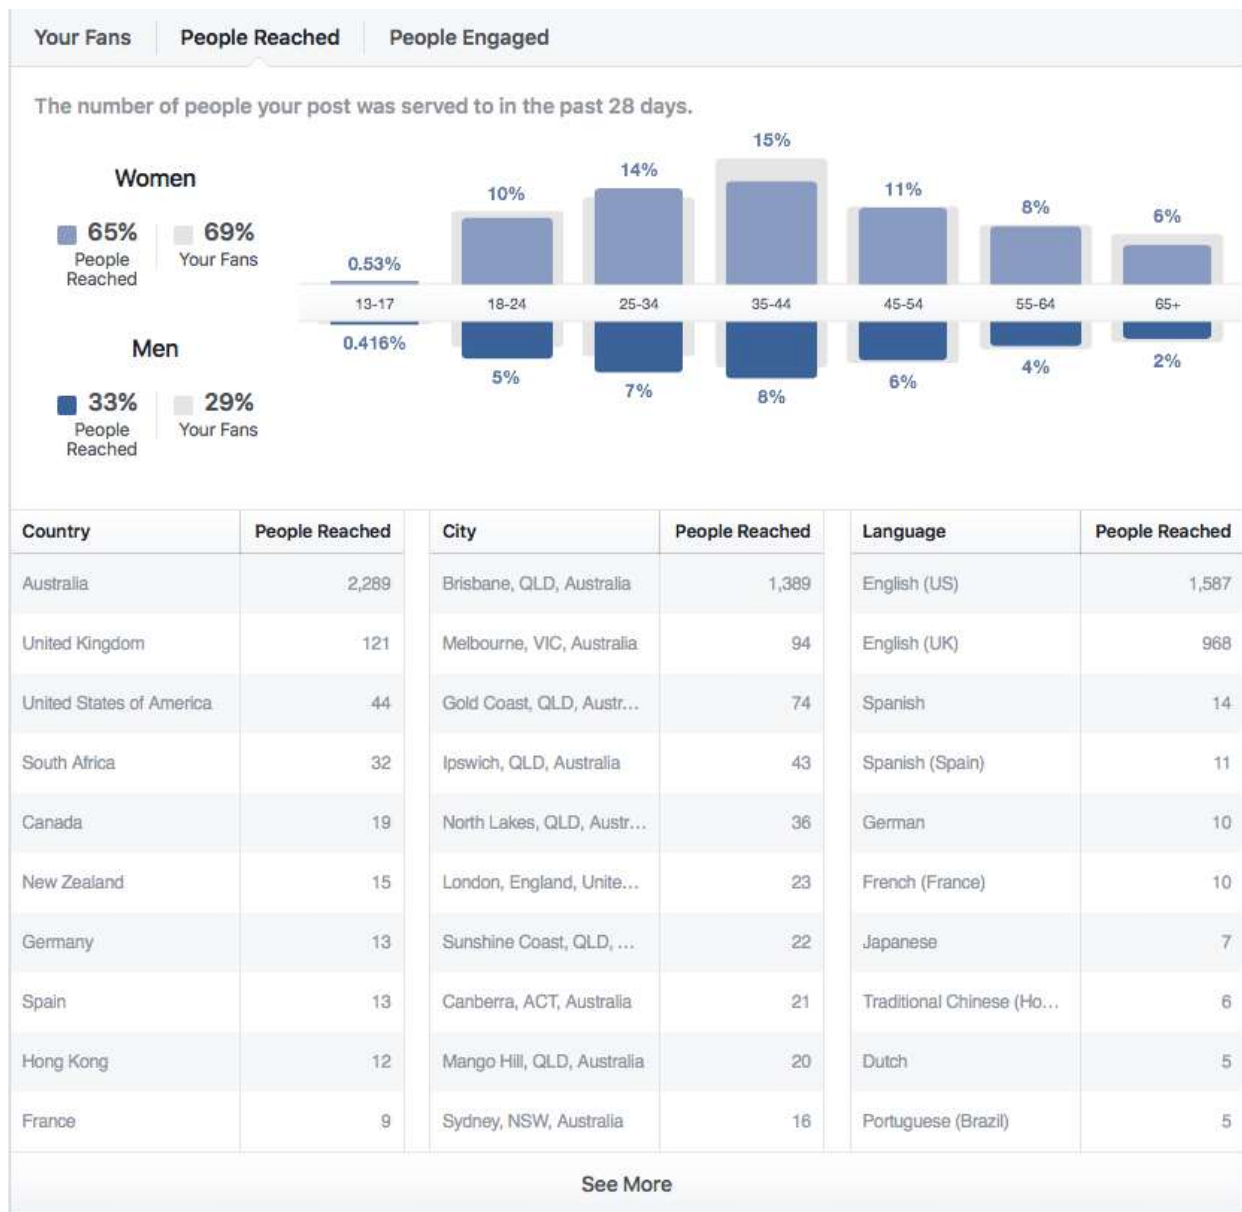 Your Fans People Reached People Engaged
The number of people your post was served to in the past 28 days.
Women
65% 69%
People Reached Your Fans
0.53% 10% 14% 15% 11% 8% 6%
13-17 18-24 25-34 35-44 45-54 55-64 65+
0.416% 5% 7% 8% 6% 4% 2%
Men
33% 29%
People Reached Your Fans
Country People Reached City People Reached Language People Reached
Australia 2,289 Brisbane, QLD, Australia 1,389 English (US) 1,587
United Kingdom 121 Melbourne, VIC, Australia 94 English (UK) 968
United States of America 44 Gold Coast, QLD, Austr... 74 Spanish 14
South Africa 32 Ipswich, QLD, Australia 43 Spanish (Spain) 11
Canada 19 North Lakes, QLD, Austr... 36 German 10
New Zealand 15 London, England, Unite... 23 French (France) 10
Germany 13 Sunshine Coast, QLD, ... 22 Japanese 7
Spain 13 Canberra, ACT, Australia 21 Traditional Chinese (Ho... 6
Hong Kong 12 Mango Hill, QLD, Australia 20 Dutch 5
France 9 Sydney, NSW, Australia 16 Portuguese (Brazil) 5
See More